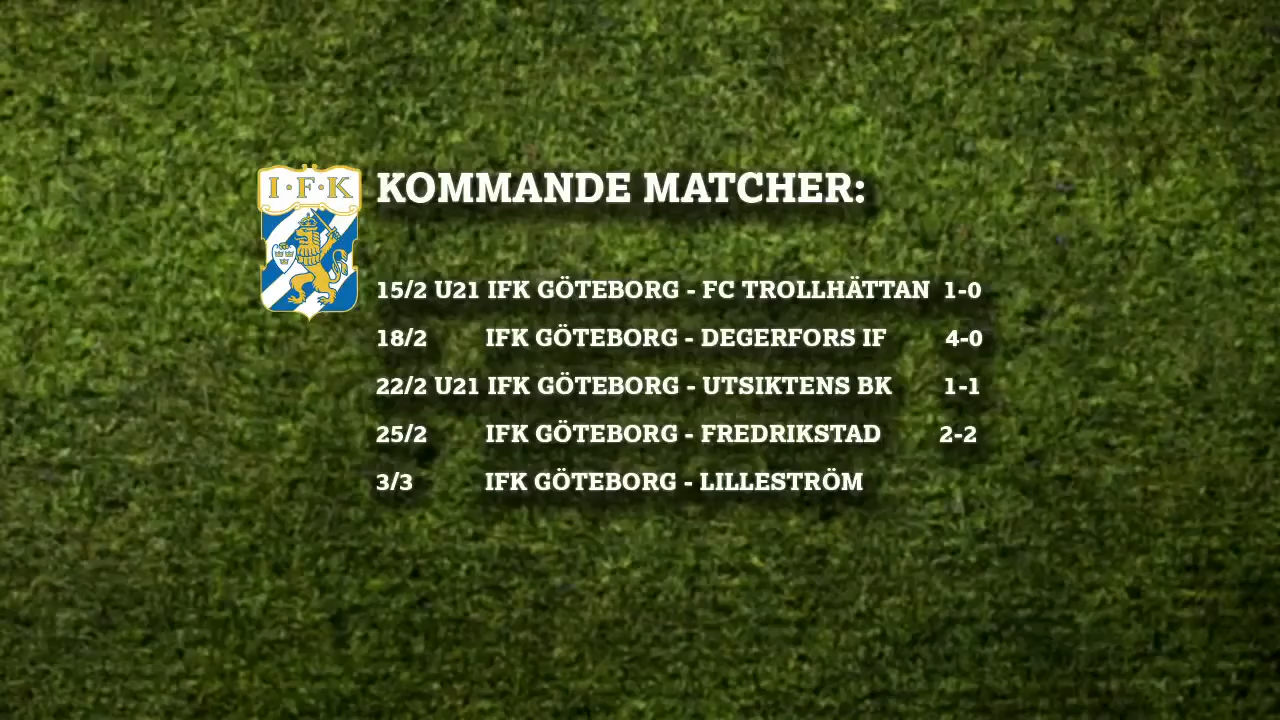 I·F·K
KOMMANDE MATCHER:
15/2 U21 IFK GÖTEBORG - FC TROLLHÄTTAN 1-0
18/2 IFK GÖTEBORG - DEGERFORS IF 4-0
22/2 U21 IFK GÖTEBORG - UTSIKTENS BK 1-1
25/2 IFK GÖTEBORG - FREDRIKSTAD 2-2
3/3 IFK GÖTEBORG - LILLESTRÖM